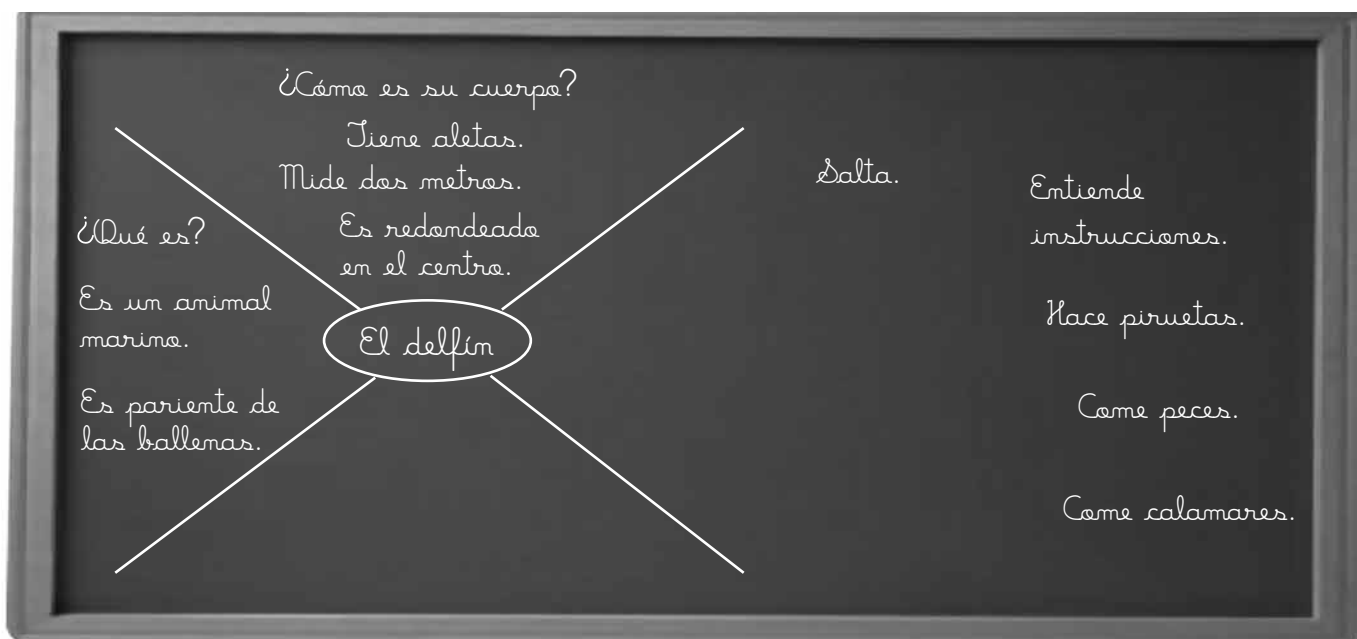 ¿Cómo es su cuerpo?
Tiene aletas.
Mide dos metros.
Es redondeado
en el centro.
¿Qué es?
Es un animal
marino.
Es pariente de
las ballenas.
El delfín
Salta.
Entiende
instrucciones.
Hace piruetas.
Come peces.
Come calamares.